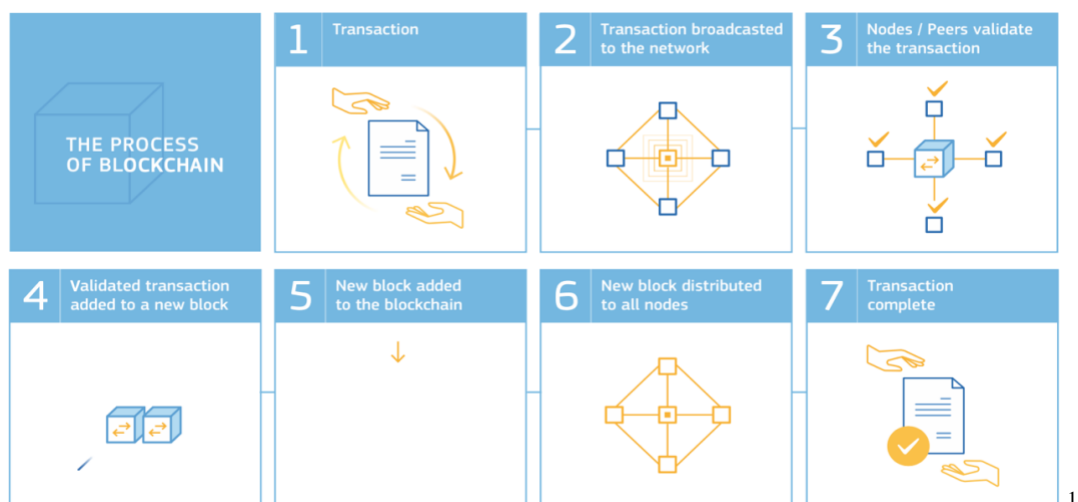 THE PROCESS
OF BLOCKCHAIN
1
Transaction
2
Transaction broadcasted
to the network
3
Nodes / Peers validate
the transaction
4
Validated transaction
added to a new block
5
New block added
to the blockchain
6
New block distributed
to all nodes
7
Transaction
complete
1